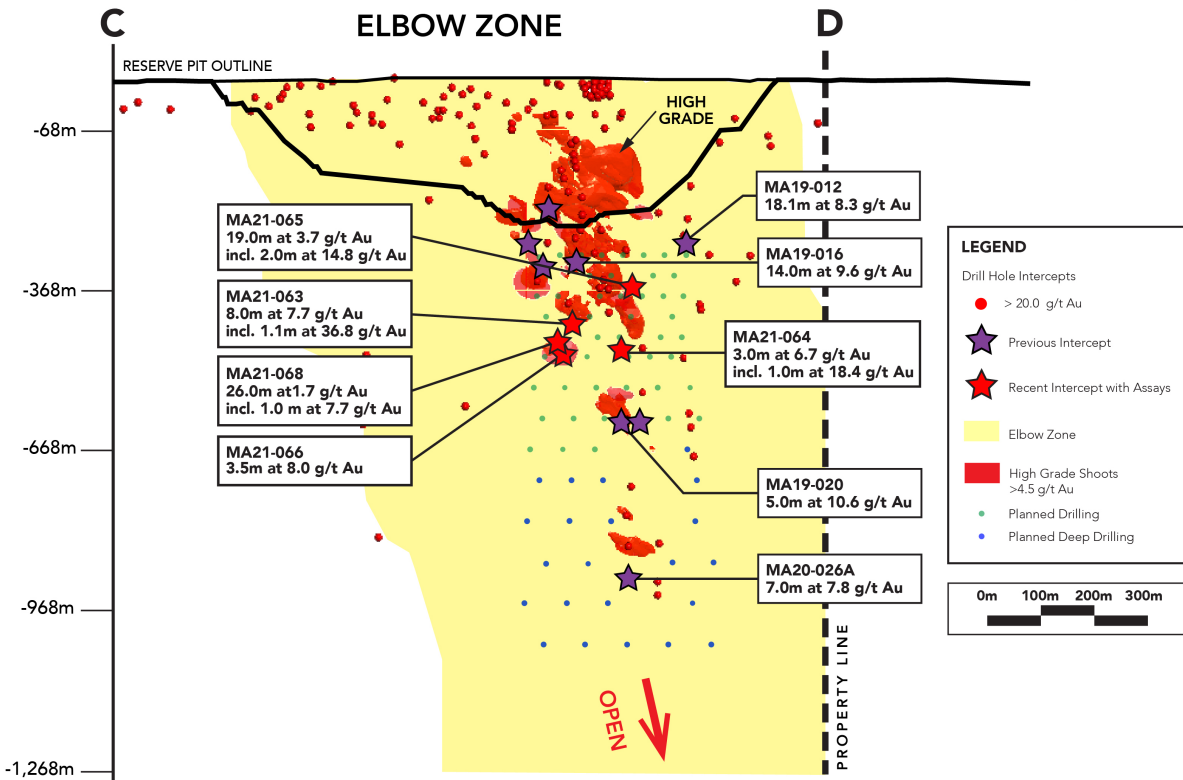 C
ELBOW ZONE
D
RESERVE PIT OUTLINE
HIGH
GRADE
-68m
-368m
-668m
-968m
-1,268m
MA21-065
19.0m at 3.7 g/t Au
incl. 2.0m at 14.8 g/t Au
MA21-063
8.0m at 7.7 g/t Au
incl. 1.1m at 36.8 g/t Au
MA21-068
26.0m at1.7 g/t Au
incl. 1.0 m at 7.7 g/t Au
MA21-066
3.5m at 8.0 g/t Au
MA19-012
18.1m at 8.3 g/t Au
MA19-016
14.0m at 9.6 g/t Au
MA21-064
3.0m at 6.7 g/t Au
incl. 1.0m at 18.4 g/t Au
MA19-020
5.0m at 10.6 g/t Au
MA20-026A
7.0m at 7.8 g/t Au
OPEN
PROPERTY LINE
LEGEND
Drill Hole Intercepts
> 20.0 g/t Au
Previous Intercept
Recent Intercept with Assays
Elbow Zone
High Grade Shoots
>4.5 g/t Au
Planned Drilling
Planned Deep Drilling
0m 100m 200m 300m